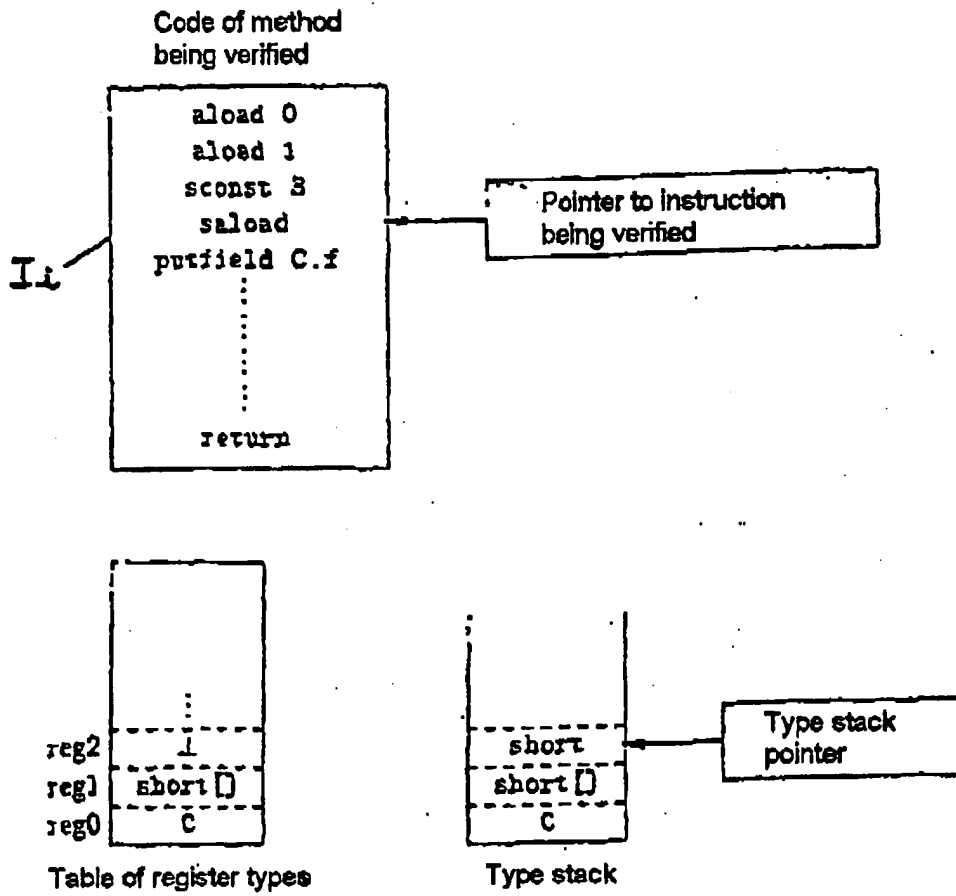 Code of method
being verified
aload 0
aload 1
sconst 3
saload
putfield C.f
return
Pointer to instruction
being verified
Ii
reg2 ⊥
reg1 short[]
reg0 C
Table of register types
short
short[]
C
Type stack
Type stack
pointer